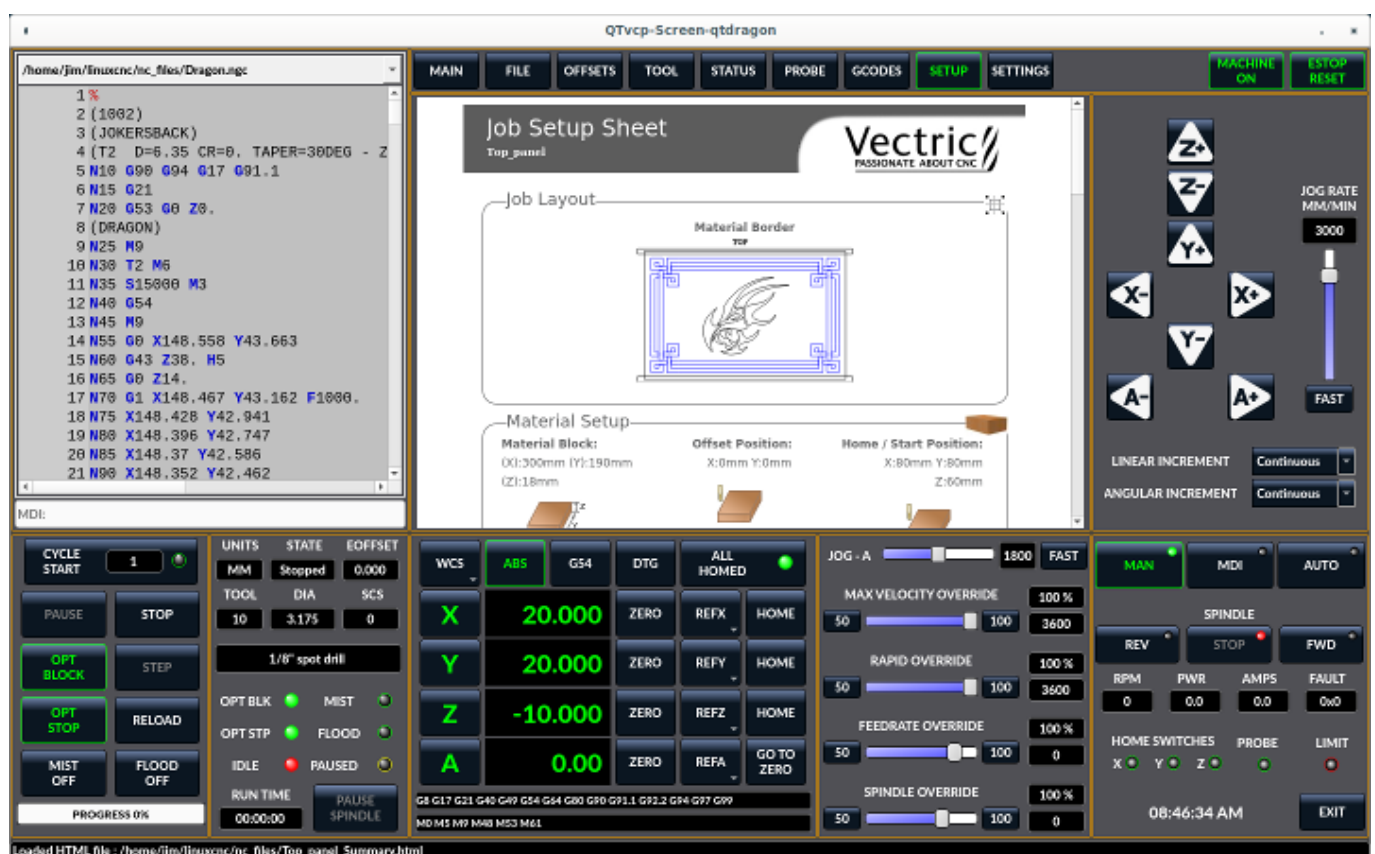 QTvcp-Screen-qtdragon
/home/jim/linuxcnc/nc_files/Dragon.ngc
1 %
2 (1002)
3 (JOKERSBACK)
4 (T2  D=6.35 CR=0. TAPER=30DEG - Z
5 N10 G90 G94 G17 G91.1
6 N15 G21
7 N20 G53 G0 Z0.
8 (DRAGON)
9 N25 M9
10 N30 T2 M6
11 N35 S15000 M3
12 N40 G54
13 N45 M9
14 N55 G0 X148.558 Y43.663
15 N60 G43 Z38. H5
16 N65 G0 Z14.
17 N70 G1 X148.467 Y43.162 F1000.
18 N75 X148.428 Y42.941
19 N80 X148.396 Y42.747
20 N85 X148.37 Y42.586
21 N90 X148.352 Y42.462
MDI:
MAIN FILE OFFSETS TOOL STATUS PROBE GCODES SETUP SETTINGS
MACHINE ON
ESTOP RESET
Job Setup Sheet
Top_panel
Vectric
PASSIONATE ABOUT CNC
Job Layout
Material Border
TOP
Material Setup
Material Block: Offset Position: Home / Start Position:
(X):300mm (Y):190mm X:0mm Y:0mm X:80mm Y:80mm
(Z):18mm Z:60mm
Z
Y
Z+
Z-
Y+
X- X+
Y-
A- A+
JOG RATE
MM/MIN
3000
FAST
LINEAR INCREMENT Continuous
ANGULAR INCREMENT Continuous
CYCLE START 1
PAUSE STOP
OPT BLOCK STEP
OPT STOP RELOAD
MIST OFF FLOOD OFF
PROGRESS 0%
UNITS STATE EOFFSET
MM Stopped 0.000
TOOL DIA SCS
10 3.175 0
1/8" spot drill
OPT BLK MIST
OPT STP FLOOD
IDLE PAUSED
RUN TIME
00:00:00
PAUSE SPINDLE
WCS ABS G54 DTG ALL HOMED
X 20.000 ZERO REFX HOME
Y 20.000 ZERO REFY HOME
Z -10.000 ZERO REFZ HOME
A 0.00 ZERO REFA GO TO ZERO
G8 G17 G21 G40 G49 G54 G64 G80 G90 G91.1 G92.2 G94 G97 G99
M0 M5 M9 M48 M53 M61
JOG - A 1800 FAST
MAX VELOCITY OVERRIDE 100 %
50 100 3600
RAPID OVERRIDE 100 %
50 100 3600
FEEDRATE OVERRIDE 100 %
50 100 0
SPINDLE OVERRIDE 100 %
50 100 0
MAN MDI AUTO
SPINDLE
REV STOP FWD
RPM PWR AMPS FAULT
0 0.0 0.0 0x0
HOME SWITCHES PROBE LIMIT
X Y Z
08:46:34 AM
EXIT
Loaded HTML file : /home/jim/linuxcnc/nc_files/Top_panel_Summary.html